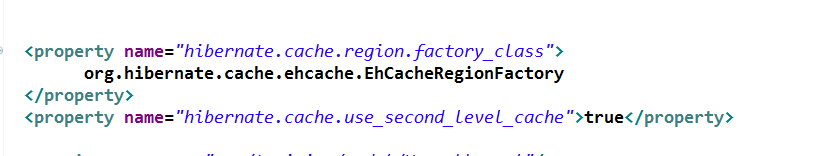 <property name="hibernate.cache.region.factory_class">
org.hibernate.cache.ehcache.EhCacheRegionFactory
</property>
<property name="hibernate.cache.use_second_level_cache">true</property>